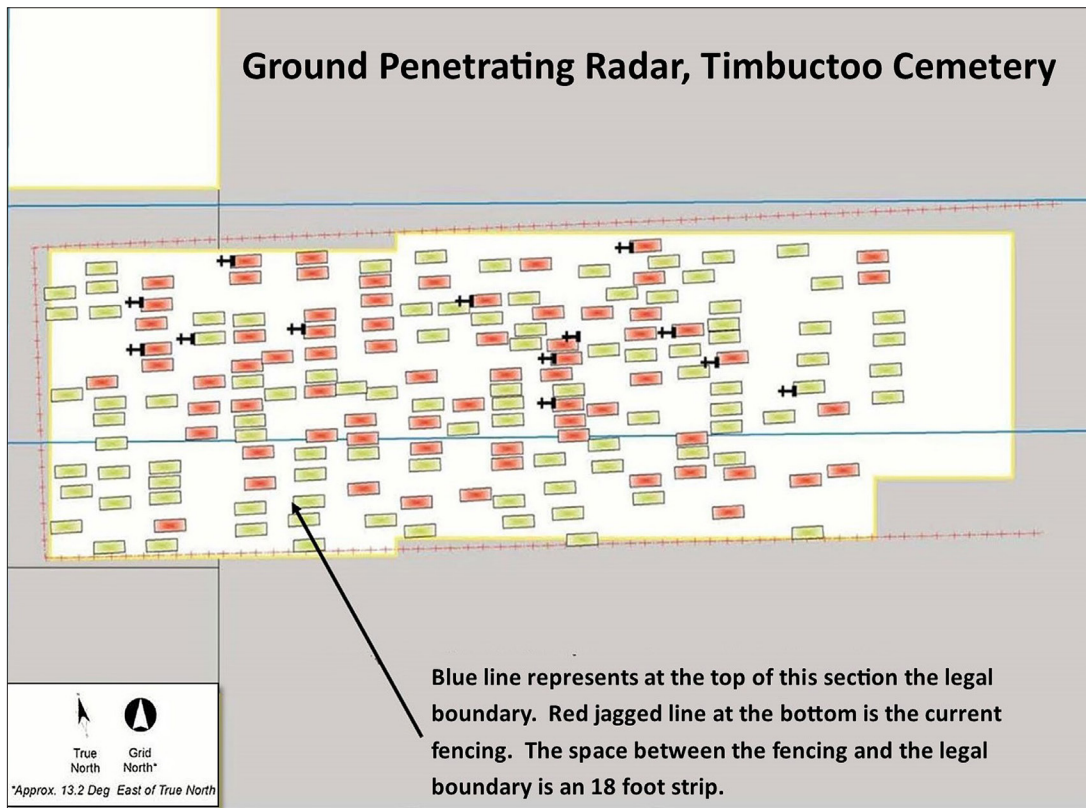 Ground Penetrating Radar, Timbuctoo Cemetery
Blue line represents at the top of this section the legal
boundary.  Red jagged line at the bottom is the current
fencing.  The space between the fencing and the legal
boundary is an 18 foot strip.
True North
Grid North*
*Approx. 13.2 Deg  East of True North